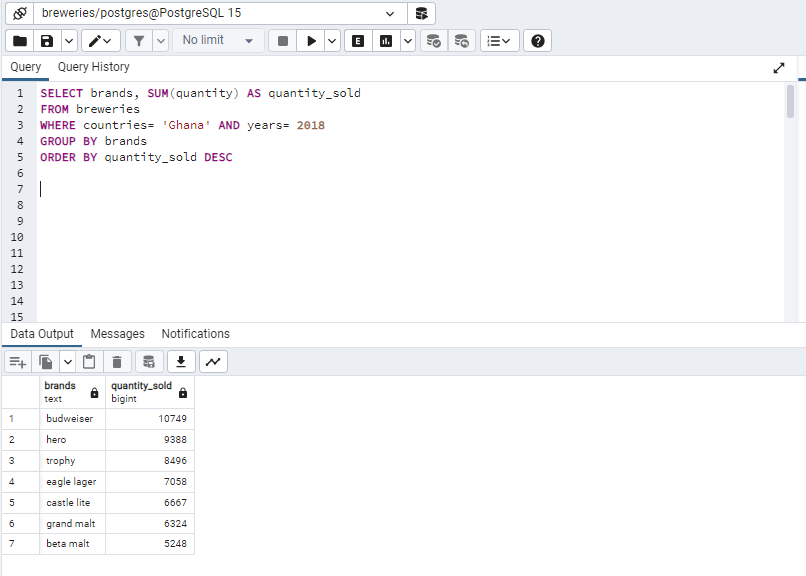 breweries/postgres@PostgreSQL 15
No limit
E
Query Query History
1 SELECT brands, SUM(quantity) AS quantity_sold
2 FROM breweries
3 WHERE countries= 'Ghana' AND years= 2018
4 GROUP BY brands
5 ORDER BY quantity_sold DESC
6
7
8
9
10
11
12
13
14
15
Data Output Messages Notifications
brands quantity_sold
text bigint
1 budweiser 10749
2 hero 9388
3 trophy 8496
4 eagle lager 7058
5 castle lite 6667
6 grand malt 6324
7 beta malt 5248